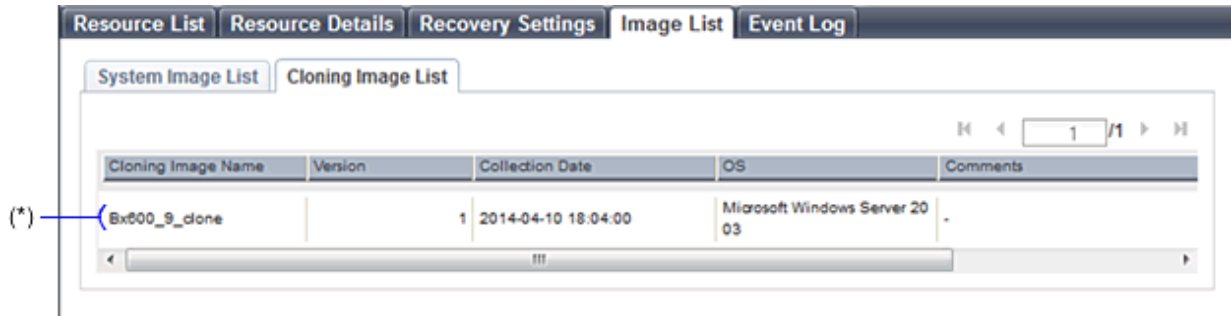 Resource List Resource Details Recovery Settings Image List Event Log
System Image List Cloning Image List
1 /1
Cloning Image Name Version Collection Date OS Comments
(*) Bx600_9_clone 1 2014-04-10 18:04:00 Microsoft Windows Server 20 -
03